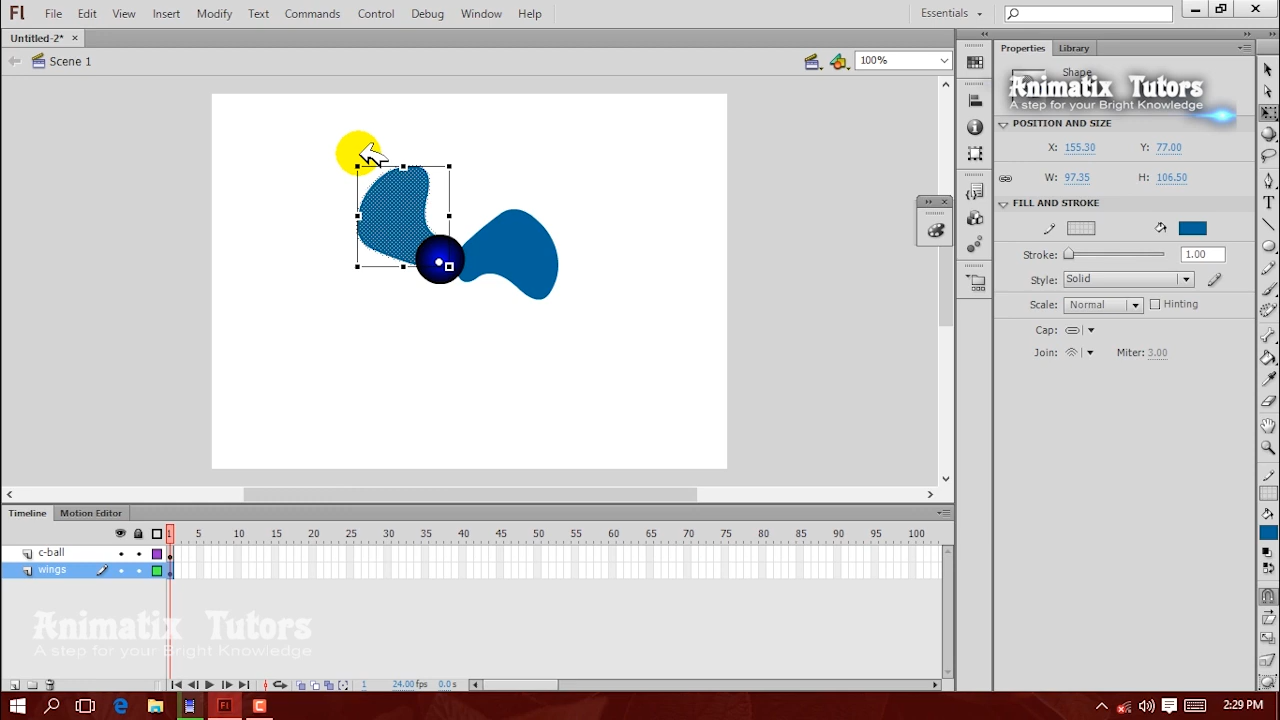 Fl File Edit View Insert Modify Text Commands Control Debug Window Help Essentials
Untitled-2*
Scene 1 100%
Properties Library
Shape
Animatix Tutors
A step for your Bright Knowledge
POSITION AND SIZE
X: 155.30 Y: 77.00
W: 97.35 H: 106.50
FILL AND STROKE
Stroke: 1.00
Style: Solid
Scale: Normal Hinting
Cap:
Join: Miter: 3.00
Timeline Motion Editor
1 5 10 15 20 25 30 35 40 45 50 55 60 65 70 75 80 85 90 95 100
c-ball
wings
Animatix Tutors
A step for your Bright Knowledge
1 24.00 fps 0.0 s
Fl
2:29 PM